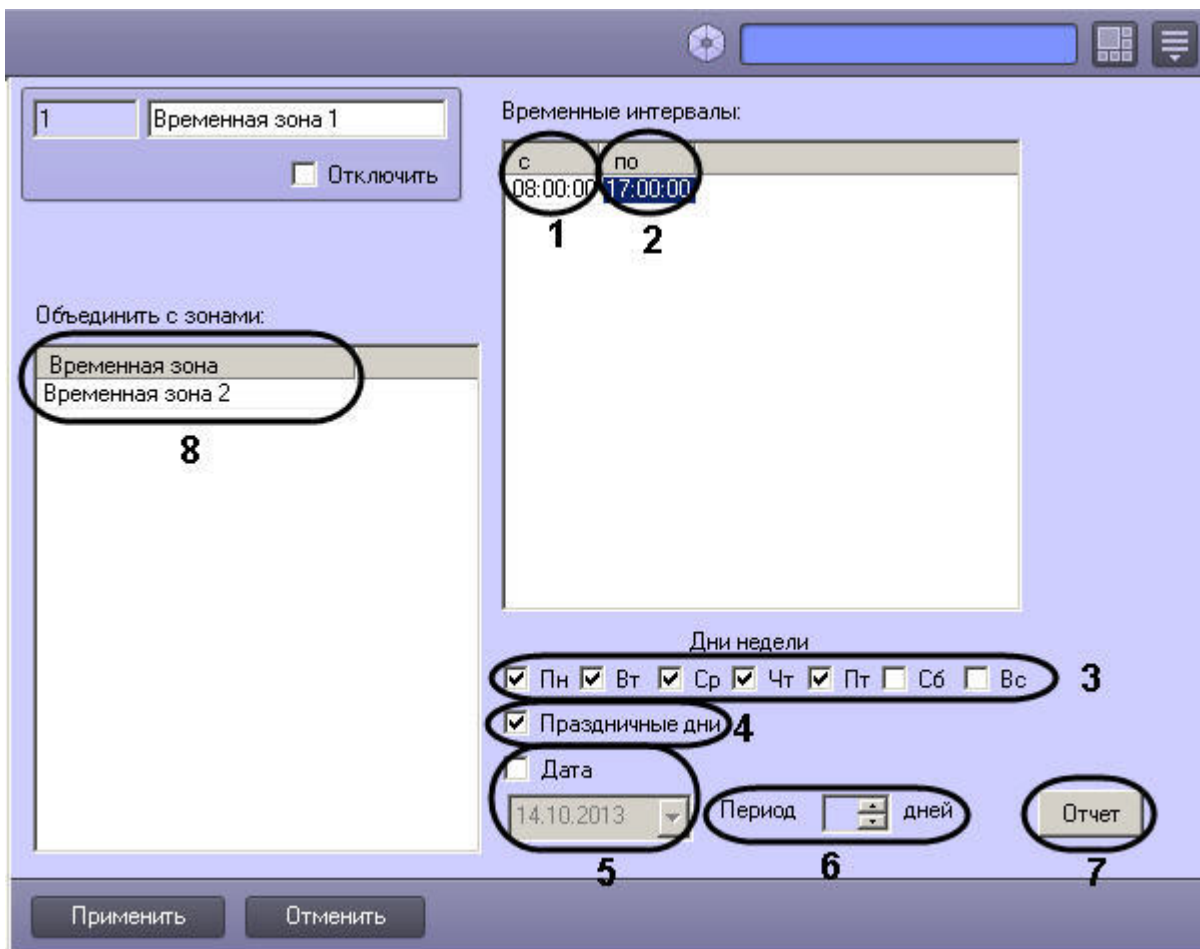 1 Временная зона 1
Отключить
Временные интервалы:
с по
08:00:00 17:00:00
1 2
Объединить с зонами:
Временная зона
Временная зона 2
8
Дни недели
Пн Вт Ср Чт Пт Сб Вс 3
Праздничные дни 4
Дата
14.10.2013 Период дней Отчет
5 6 7
Применить Отменить